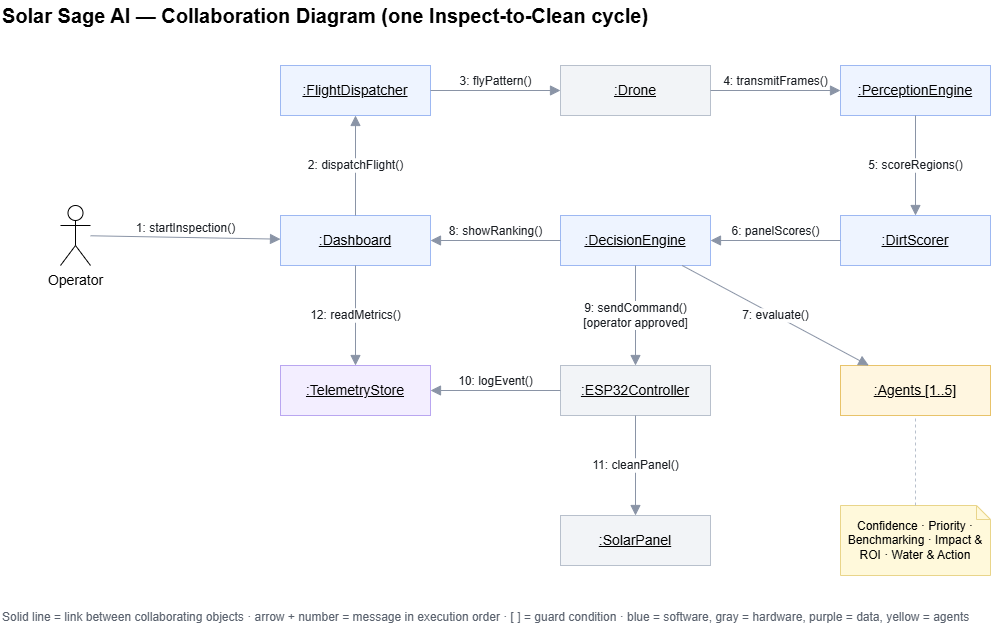 Solar Sage AI — Collaboration Diagram (one Inspect-to-Clean cycle)
:FlightDispatcher
3: flyPattern()
:Drone
4: transmitFrames()
:PerceptionEngine
2: dispatchFlight()
5: scoreRegions()
1: startInspection()
Operator
:Dashboard
8: showRanking()
:DecisionEngine
6: panelScores()
:DirtScorer
12: readMetrics()
9: sendCommand()
[operator approved]
7: evaluate()
:TelemetryStore
10: logEvent()
:ESP32Controller
:Agents [1..5]
11: cleanPanel()
:SolarPanel
Confidence · Priority ·
Benchmarking · Impact &
ROI · Water & Action
Solid line = link between collaborating objects · arrow + number = message in execution order · [ ] = guard condition · blue = software, gray = hardware, purple = data, yellow = agents